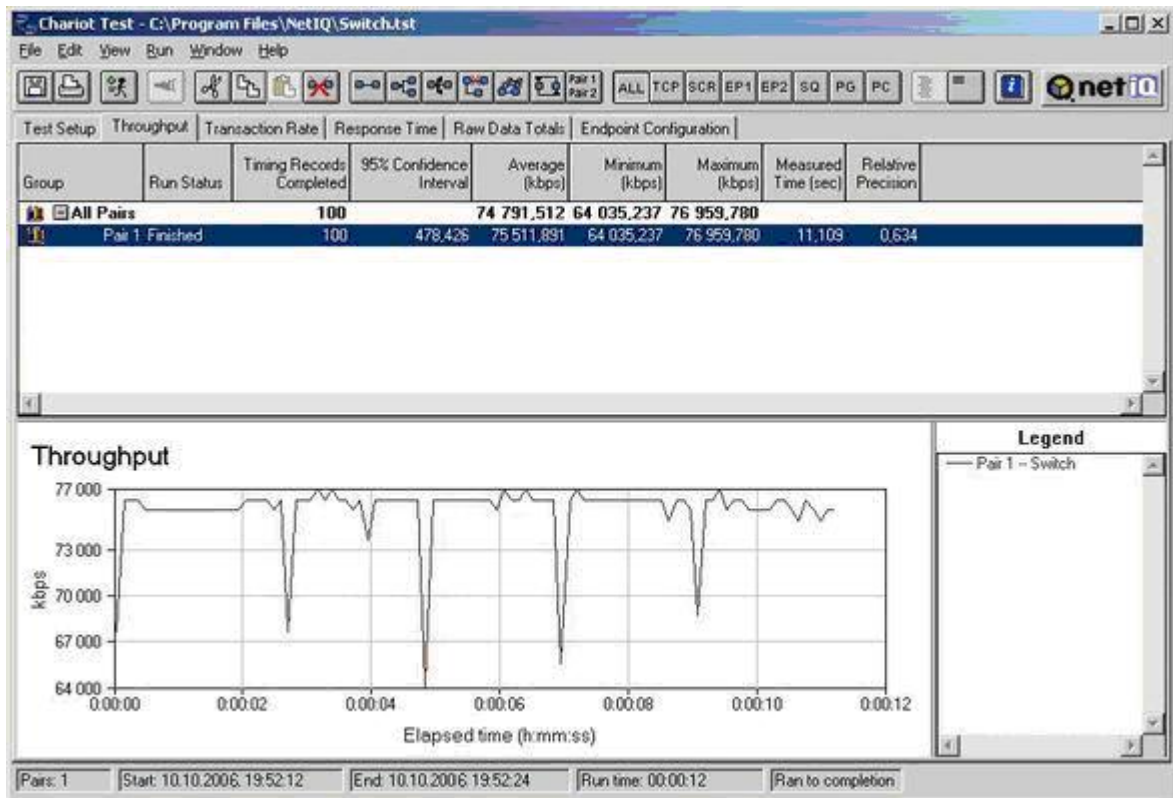 Chariot Test - C:\Program Files\NetIQ\Switch.tst
File Edit View Run Window Help
Pair 1 Pair 2 ALL TCP SCR EP1 EP2 SQ PG PC netIQ
Test Setup Throughput Transaction Rate Response Time Raw Data Totals Endpoint Configuration
Group Run Status Timing Records Completed 95% Confidence Interval Average (kbps) Minimum (kbps) Maximum (kbps) Measured Time (sec) Relative Precision
All Pairs 100 74 791,512 64 035,237 76 959,780
Pair 1 Finished 100 478,426 75 511,891 64 035,237 76 959,780 11,109 0,634
Throughput
77 000
73 000
70 000
67 000
64 000
kbps
0:00:00 0:00:02 0:00:04 0:00:06 0:00:08 0:00:10 0:00:12
Elapsed time (h:mm:ss)
Legend
Pair 1 -- Switch
Pairs: 1 Start: 10.10.2006, 19:52:12 End: 10.10.2006, 19:52:24 Run time: 00:00:12 Ran to completion